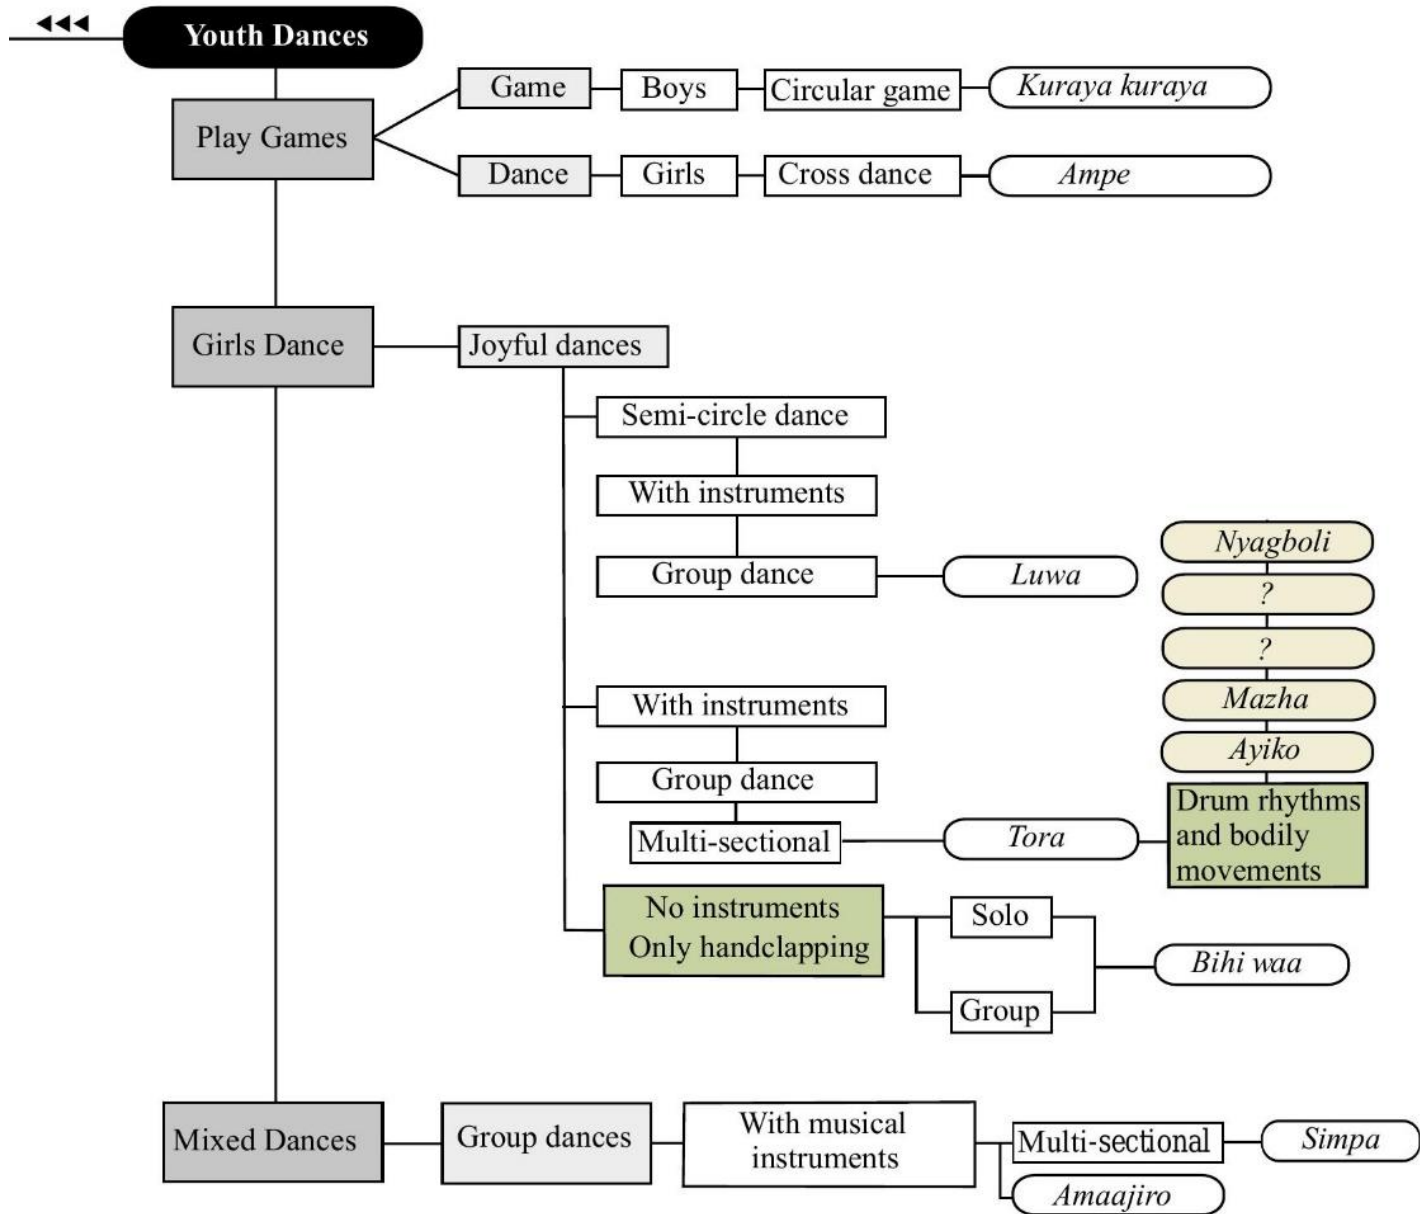 Youth Dances
Play Games
Game
Boys
Circular game
Kuraya kuraya
Dance
Girls
Cross dance
Ampe
Girls Dance
Joyful dances
Semi-circle dance
With instruments
Group dance
Luwa
Nyagboli
?
?
Mazha
Ayiko
Drum rhythms
and bodily
movements
With instruments
Group dance
Multi-sectional
Tora
No instruments
Only handclapping
Solo
Group
Bihi waa
Mixed Dances
Group dances
With musical
instruments
Multi-sectional
Simpa
Amaajiro